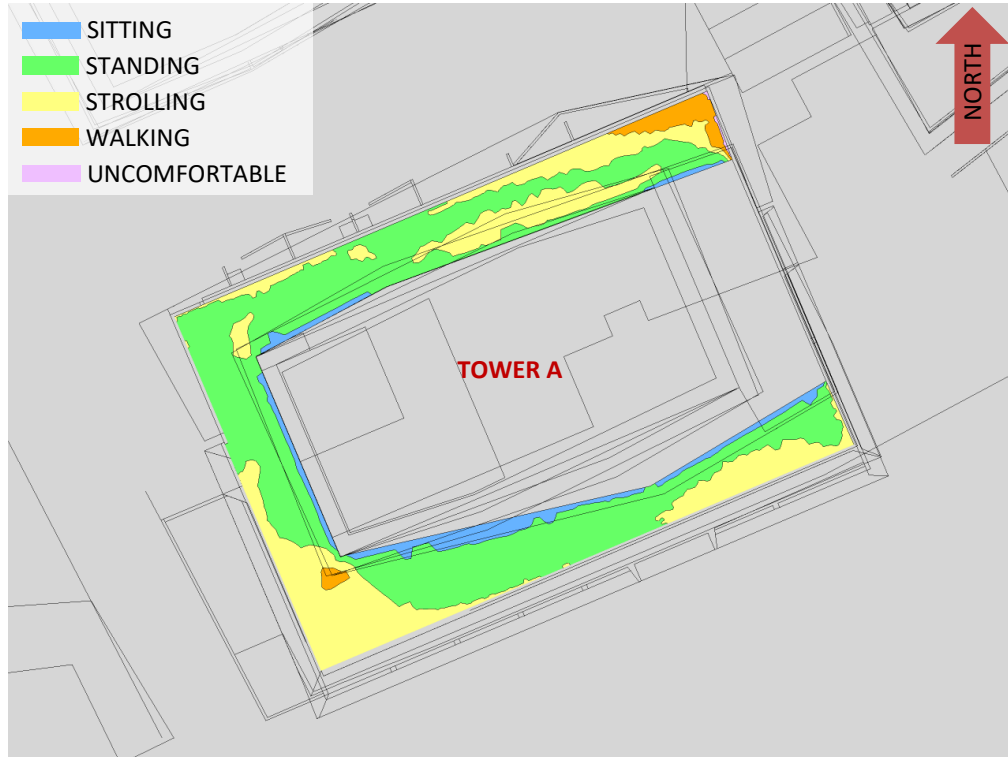 SITTING
STANDING
STROLLING
WALKING
UNCOMFORTABLE
NORTH
TOWER A